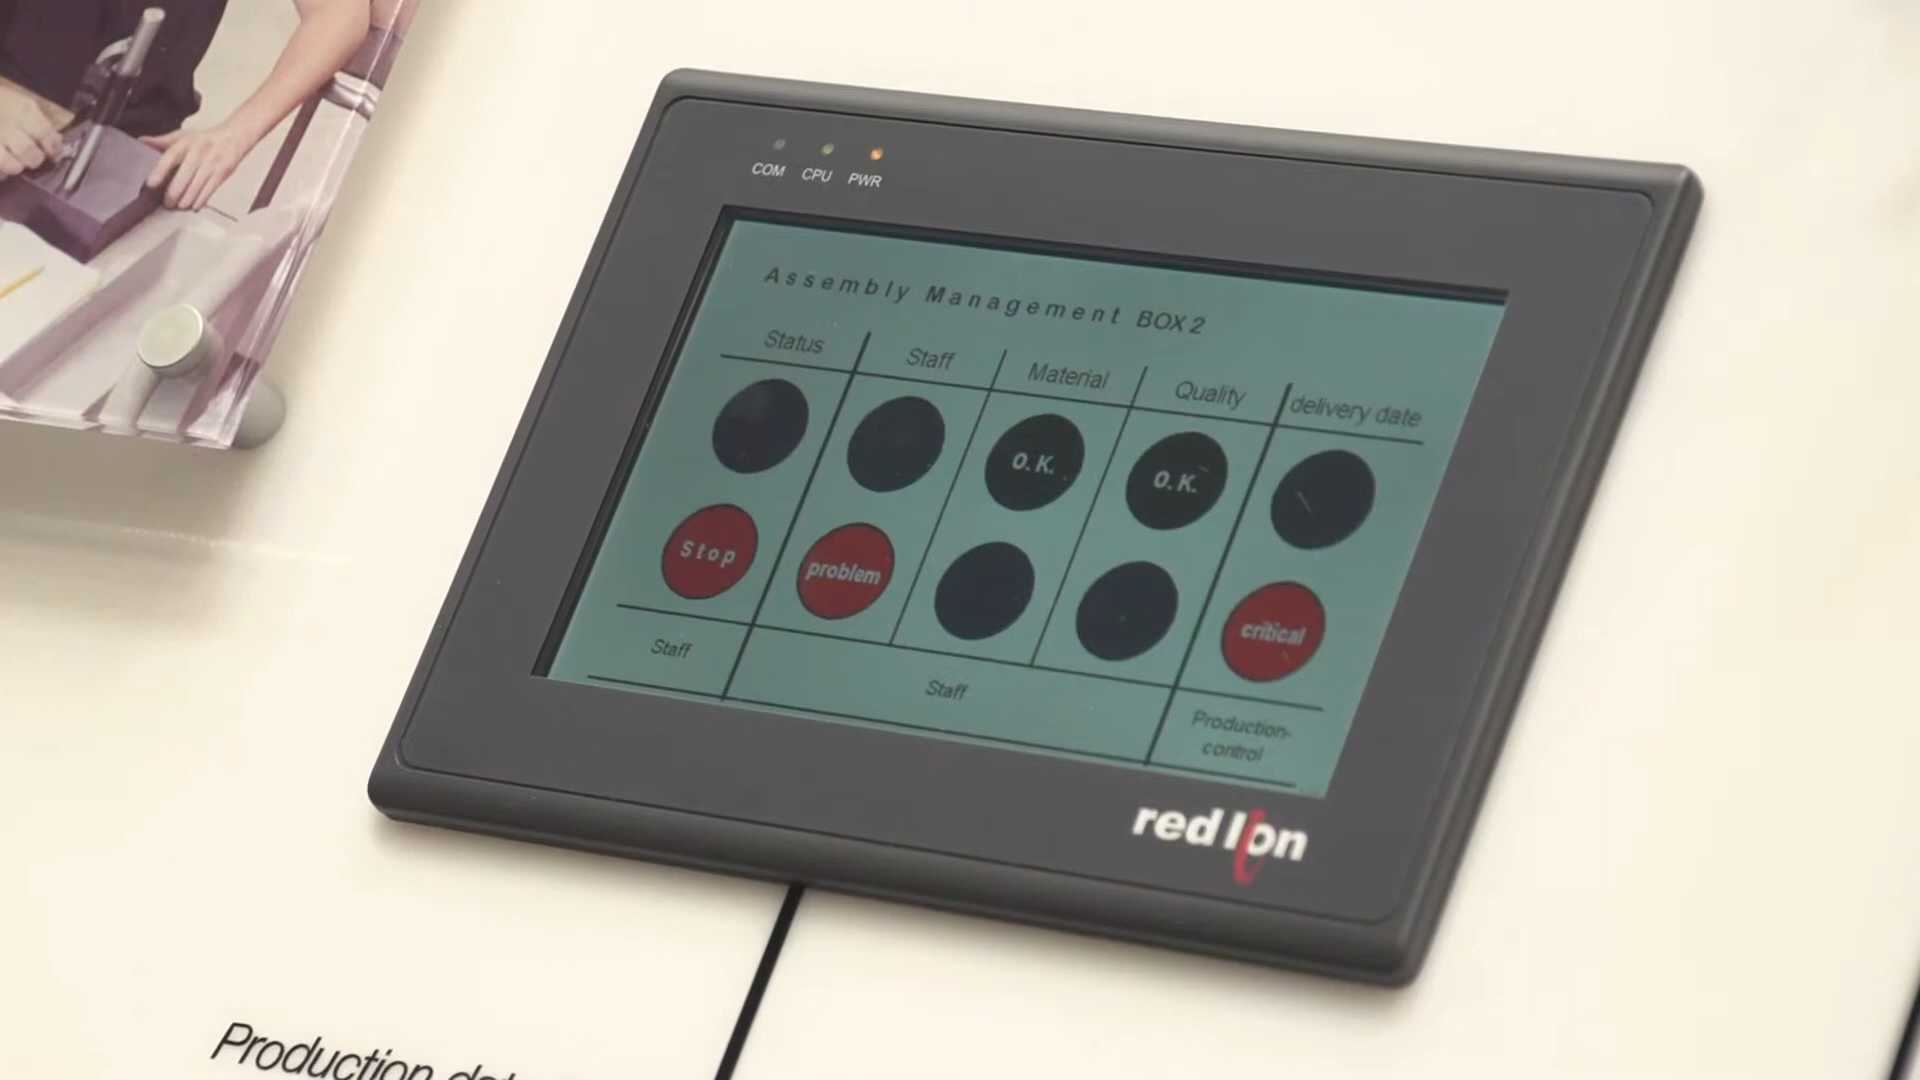 COM CPU PWR
Assembly Management BOX 2
Status Staff Material Quality delivery date
O.K. O.K.
Stop problem critical
Staff Staff Production-
control
red lion
Production